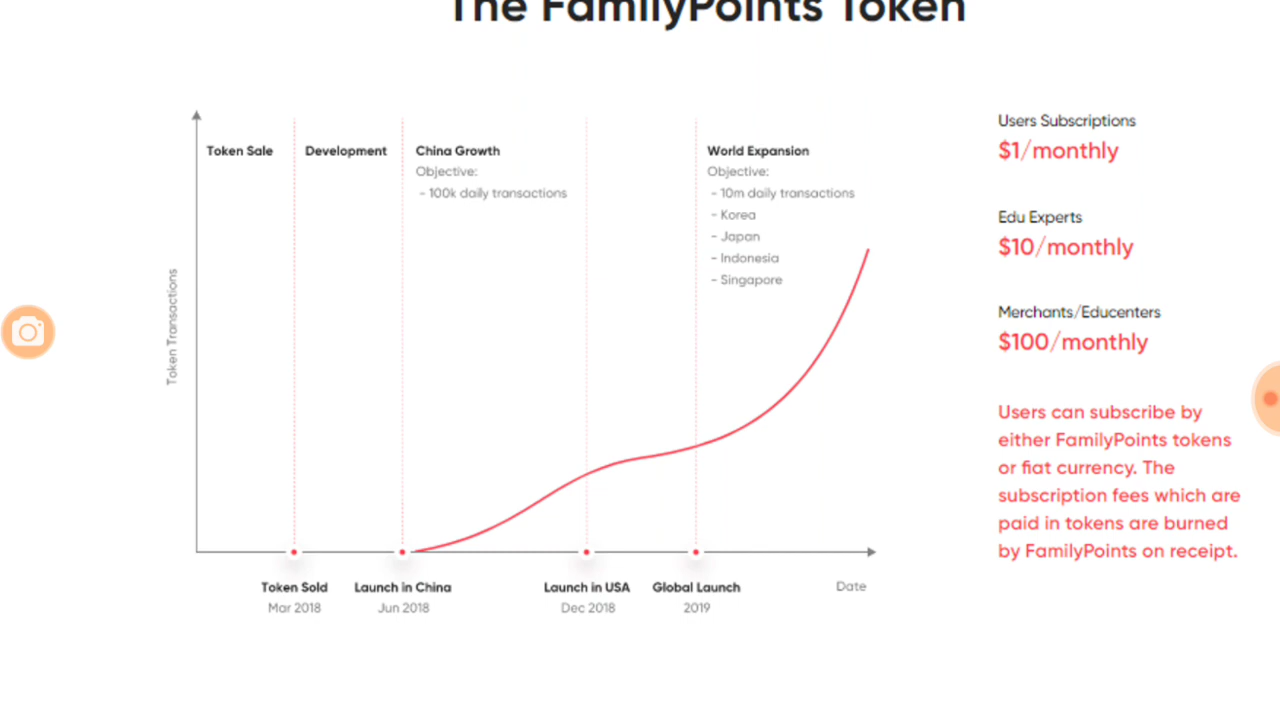 The FamilyPoints Token
Token Sale
Development
China Growth
Objective:
- 100k daily transactions
World Expansion
Objective:
- 10m daily transactions
- Korea
- Japan
- Indonesia
- Singapore
Token Transactions
Token Sold
Mar 2018
Launch in China
Jun 2018
Launch in USA
Dec 2018
Global Launch
2019
Date
Users Subscriptions
$1/monthly
Edu Experts
$10/monthly
Merchants/Educenters
$100/monthly
Users can subscribe by
either FamilyPoints tokens
or fiat currency. The
subscription fees which are
paid in tokens are burned
by FamilyPoints on receipt.